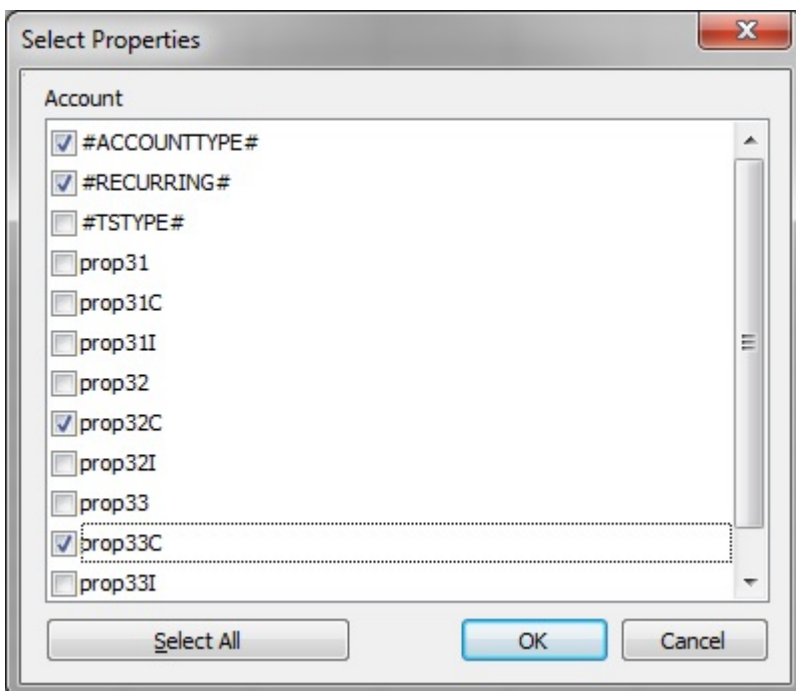 Select Properties
Account
#ACCOUNTTYPE#
#RECURRING#
#TSTYPE#
prop31
prop31C
prop31I
prop32
prop32C
prop32I
prop33
prop33C
prop33I
Select All OK Cancel